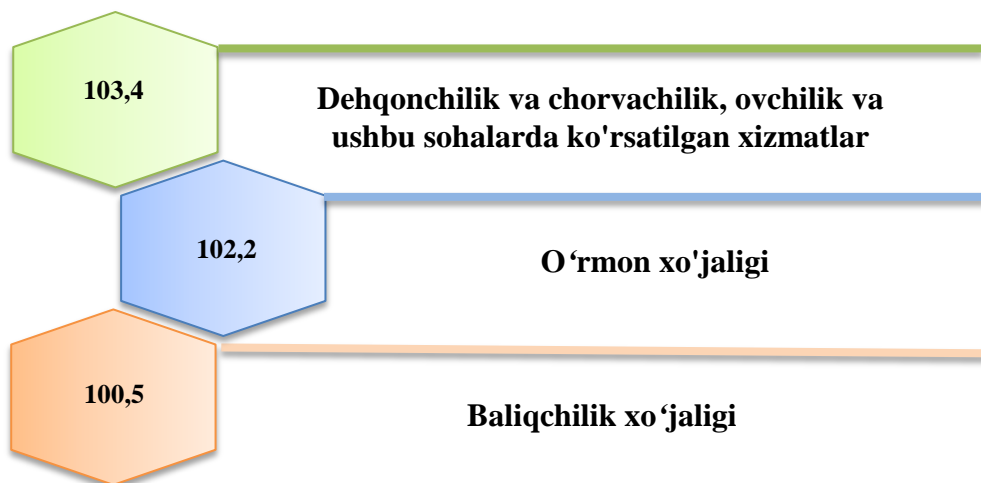 103,4
Dehqonchilik va chorvachilik, ovchilik va
ushbu sohalarda ko'rsatilgan xizmatlar
102,2
O‘rmon xo'jaligi
100,5
Baliqchilik xo‘jaligi